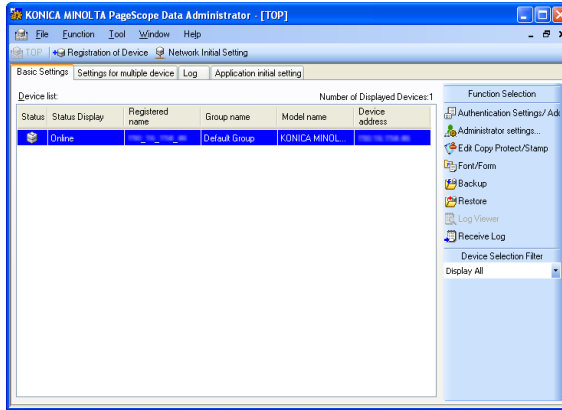 KONICA MINOLTA PageScope Data Administrator - [TOP]
File Function Tool Window Help
TOP Registration of Device Network Initial Setting
Basic Settings Settings for multiple device Log Application initial setting
Device list: Number of Displayed Devices:1
Status Status Display Registered name Group name Model name Device address
Online Default Group KONICA MINOL...
Function Selection
Authentication Settings/Add
Administrator settings...
Edit Copy Protect/Stamp
Font/Form
Backup
Restore
Log Viewer
Receive Log
Device Selection Filter
Display All